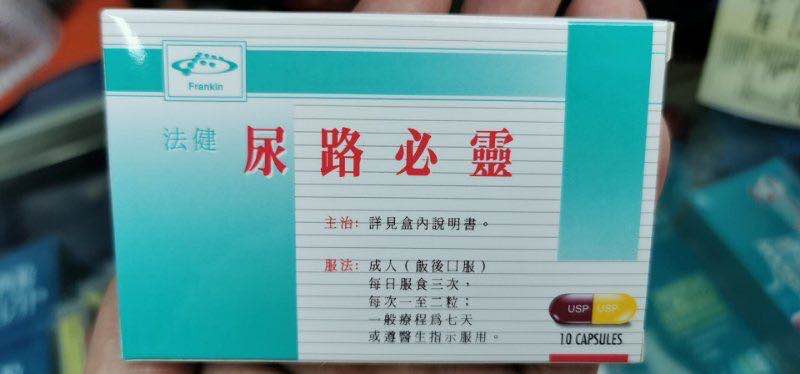 Frankin
法健 尿路必靈
主治: 詳見盒內說明書。
服法: 成人（飯後口服）
每日服食三次，
每次一至二粒；
一般療程爲七天
或遵醫生指示服用。
USP USP
10 CAPSULES